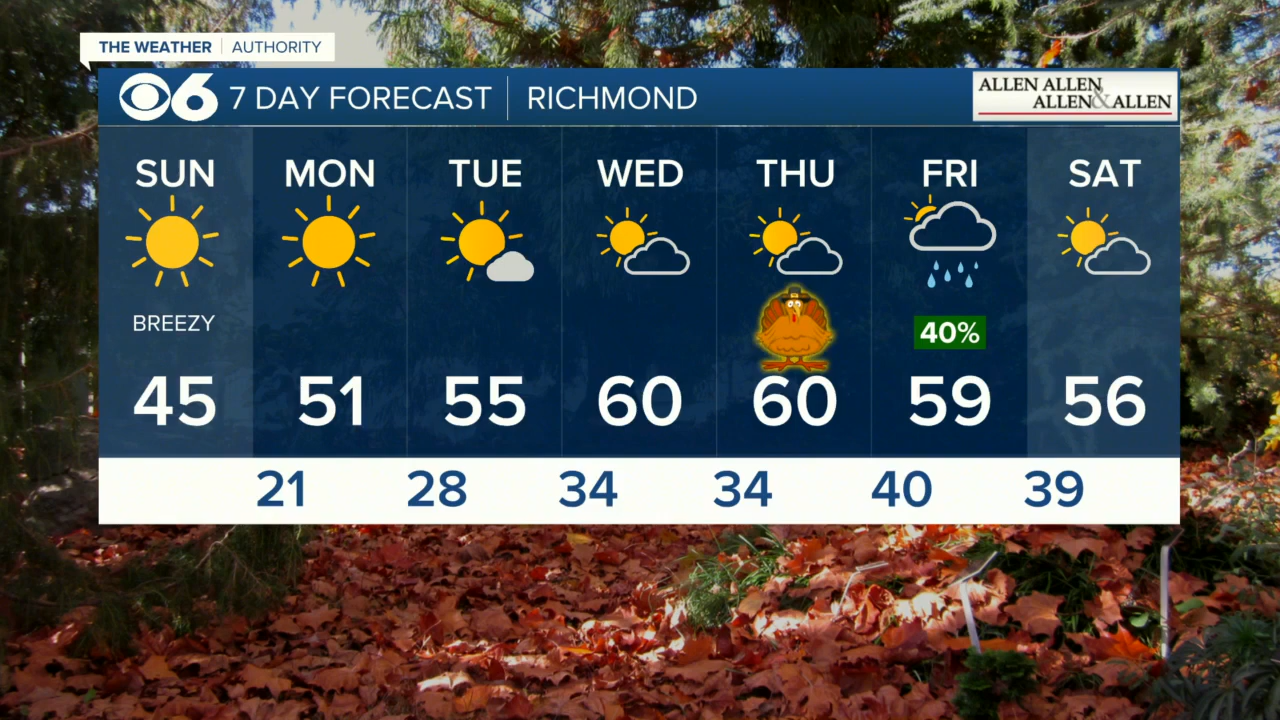 THE WEATHER AUTHORITY
6 7 DAY FORECAST RICHMOND
ALLEN ALLEN
ALLEN & ALLEN
SUN MON TUE WED THU FRI SAT
BREEZY
40%
45 51 55 60 60 59 56
21 28 34 34 40 39